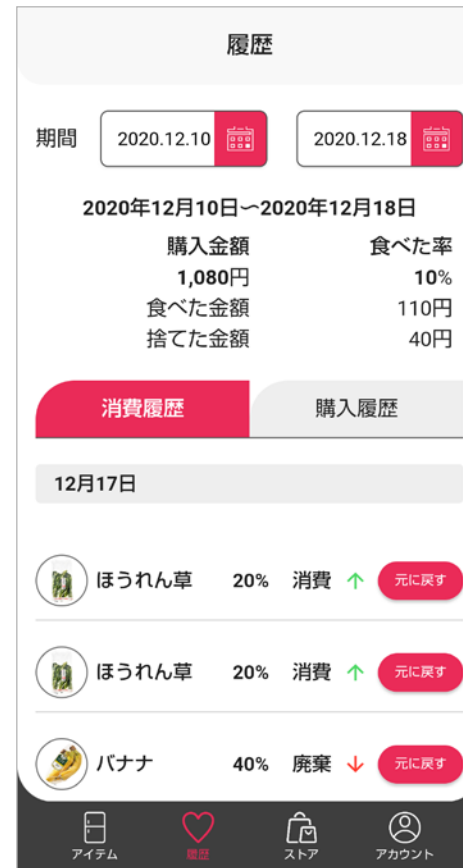 履歴
期間 2020.12.10 2020.12.18
2020年12月10日〜2020年12月18日
購入金額 食べた率
1,080円 10%
食べた金額 110円
捨てた金額 40円
消費履歴 購入履歴
12月17日
ほうれん草 20% 消費 ↑ 元に戻す
ほうれん草 20% 消費 ↑ 元に戻す
バナナ 40% 廃棄 ↓ 元に戻す
アイテム 履歴 ストア アカウント